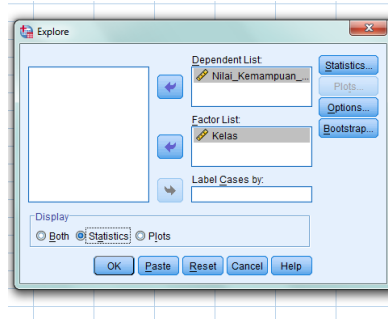 Explore
Dependent List:
Nilai_Kemampuan_...
Statistics...
Plots...
Options...
Bootstrap...
Factor List:
Kelas
Label Cases by:
Display
Both Statistics Plots
OK Paste Reset Cancel Help